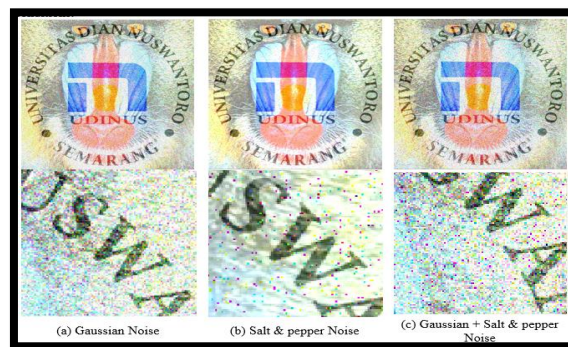 UNIVERSITAS DIAN NUSWANTORO
UDINUS
SEMARANG
UNIVERSITAS DIAN NUSWANTORO
UDINUS
SEMARANG
UNIVERSITAS DIAN NUSWANTORO
UDINUS
SEMARANG
USWA
SWA
SWA
(a) Gaussian Noise
(b) Salt & pepper Noise
(c) Gaussian + Salt & pepper
Noise